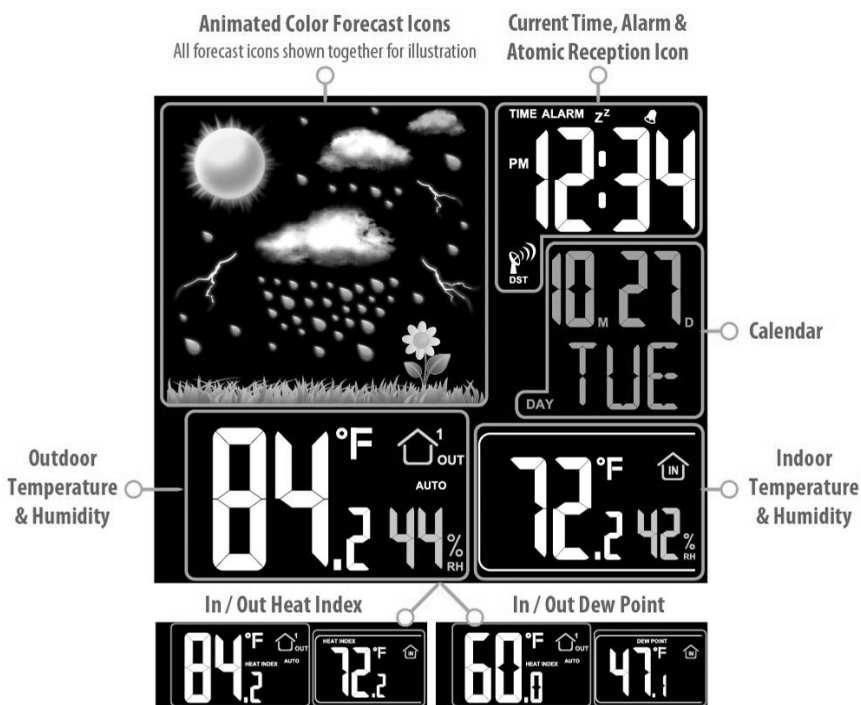 Animated Color Forecast Icons
All forecast icons shown together for illustration
Current Time, Alarm &
Atomic Reception Icon
TIME ALARM Zz
PM 12:34
DST
10 M 27 D
TUE
DAY
Calendar
Outdoor
Temperature
& Humidity
84.2 °F
1
OUT
AUTO
44 % RH
72.2 °F
IN
42 % RH
Indoor
Temperature
& Humidity
In / Out Heat Index
84.2 °F
1
OUT
HEAT INDEX AUTO
HEAT INDEX
72.2 °F
IN
In / Out Dew Point
60.0 °F
1
OUT
HEAT INDEX AUTO
DEW POINT
47.1 °F
IN